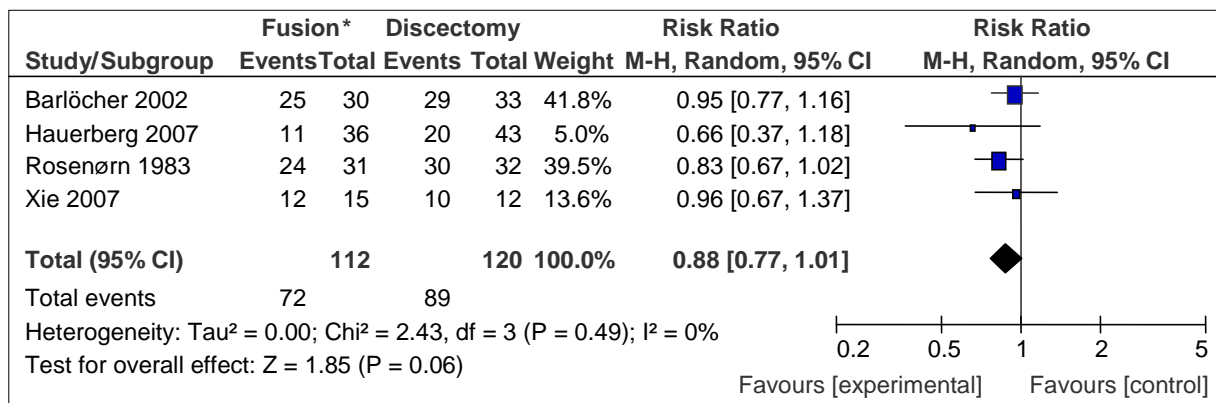 Fusion* Discectomy Risk Ratio Risk Ratio
Study/Subgroup Events Total Events Total Weight M-H, Random, 95% CI M-H, Random, 95% CI
Barlöcher 2002 25 30 29 33 41.8% 0.95 [0.77, 1.16]
Hauerberg 2007 11 36 20 43 5.0% 0.66 [0.37, 1.18]
Rosenørn 1983 24 31 30 32 39.5% 0.83 [0.67, 1.02]
Xie 2007 12 15 10 12 13.6% 0.96 [0.67, 1.37]
Total (95% CI) 112 120 100.0% 0.88 [0.77, 1.01]
Total events 72 89
Heterogeneity: Tau² = 0.00; Chi² = 2.43, df = 3 (P = 0.49); I² = 0%
Test for overall effect: Z = 1.85 (P = 0.06)
0.2 0.5 1 2 5
Favours [experimental] Favours [control]